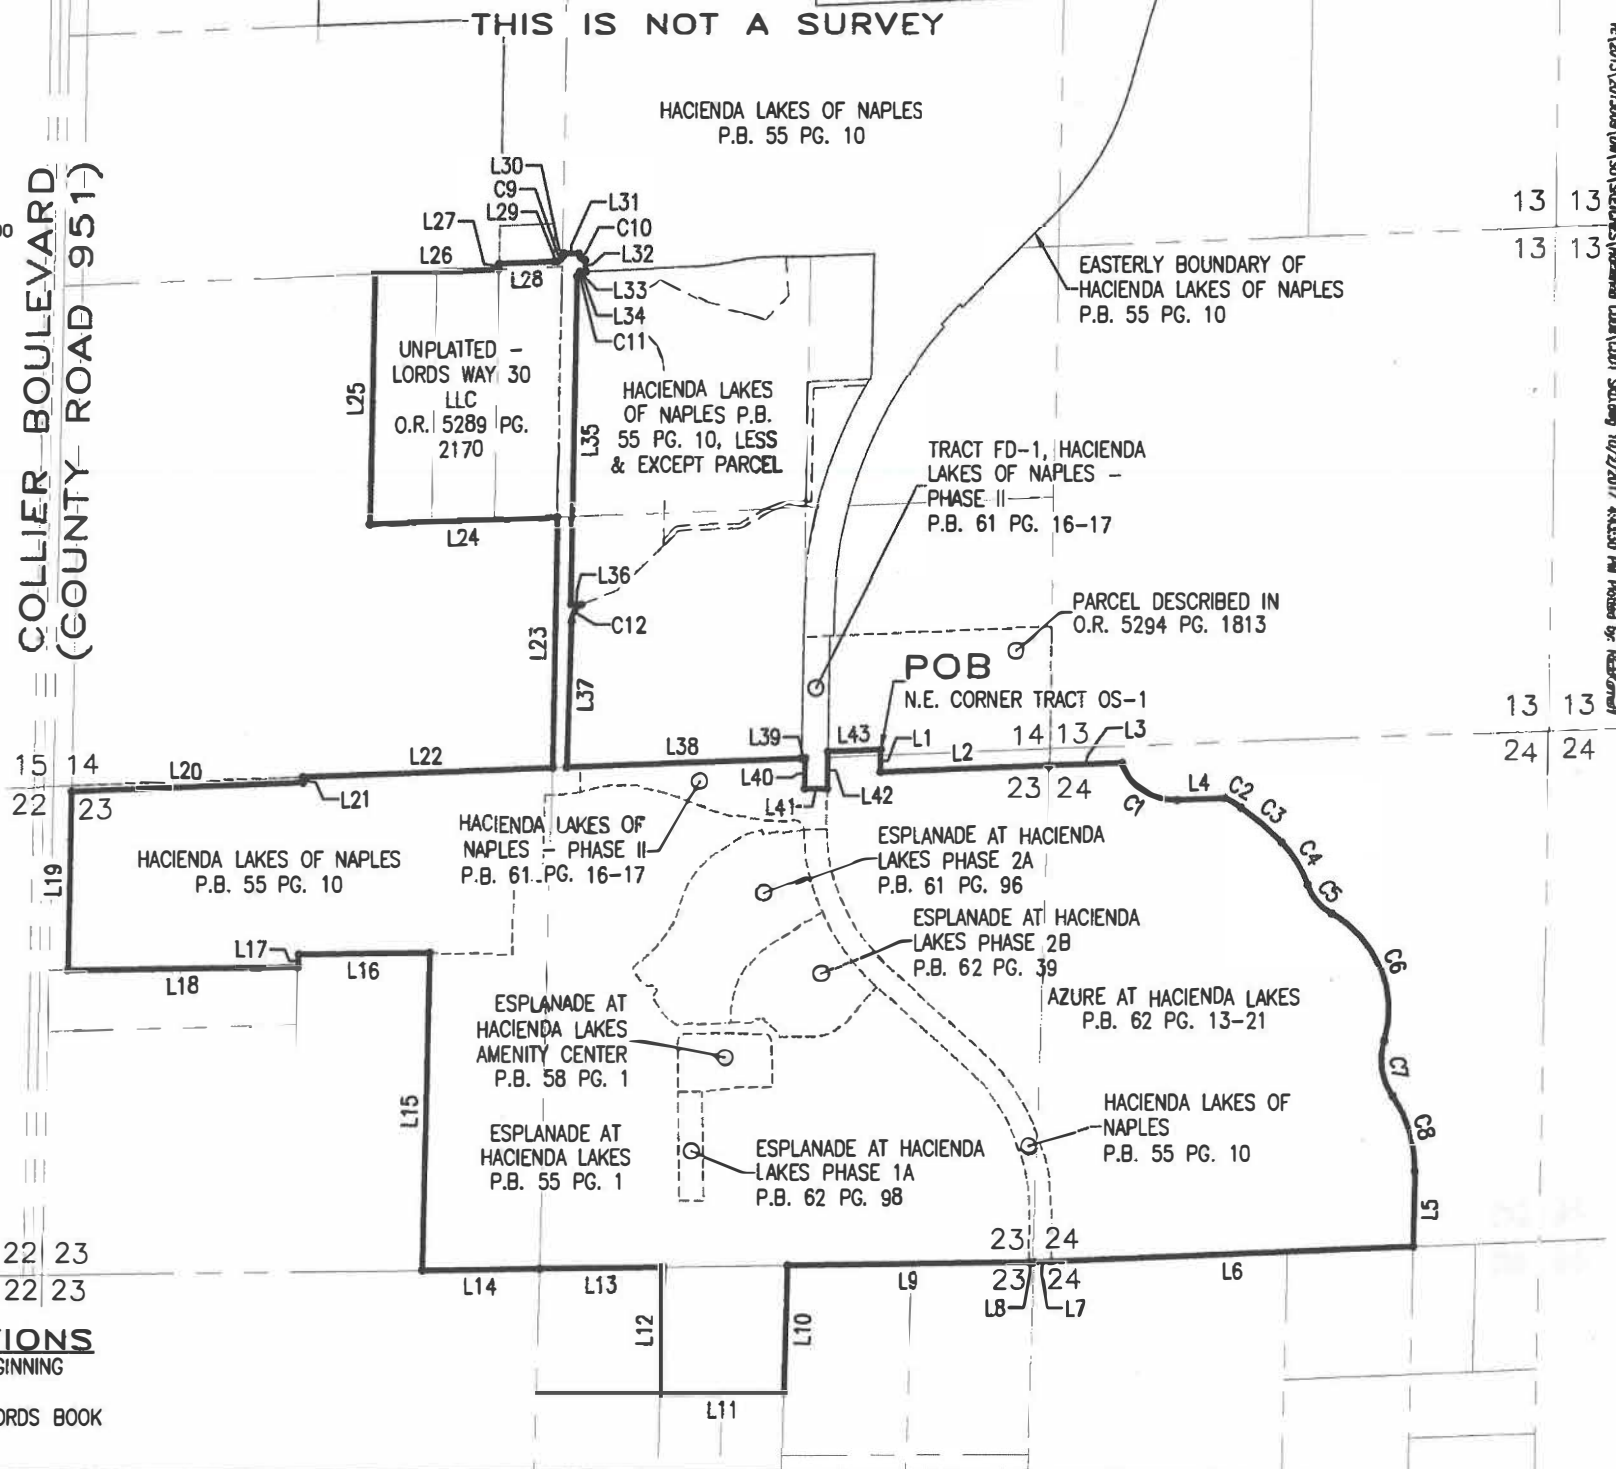 THIS IS NOT A SURVEY
HACIENDA LAKES OF NAPLES
P.B. 55 PG. 10
COLLIER BOULEVARD
(COUNTY ROAD 951)
L30
C9
L29
L27
L26
L28
L31
C10
L32
L33
L34
C11
13 13
13 13
EASTERLY BOUNDARY OF
HACIENDA LAKES OF NAPLES
P.B. 55 PG. 10
UNPLATTED -
LORDS WAY 30
LLC
O.R. 5289 PG.
2170
L25
L35
HACIENDA LAKES
OF NAPLES P.B.
55 PG. 10, LESS
& EXCEPT PARCEL
TRACT FD-1, HACIENDA
LAKES OF NAPLES -
PHASE II
P.B. 61 PG. 16-17
L24
L36
C12
L23
L37
PARCEL DESCRIBED IN
O.R. 5294 PG. 1813
POB
N.E. CORNER TRACT OS-1
13 13
24 24
15 14
22 23
L20
L21
L22
L38
L39
L40
L41
L42
L43
L1
L2
14 13
23 24
L3
C1
L4
C2
C3
C4
C5
C6
C7
C8
L5
HACIENDA LAKES OF NAPLES
P.B. 55 PG. 10
L19
L17
L16
L18
HACIENDA LAKES OF
NAPLES - PHASE II
P.B. 61 PG. 16-17
ESPLANADE AT HACIENDA
LAKES PHASE 2A
P.B. 61 PG. 96
ESPLANADE AT HACIENDA
LAKES PHASE 2B
P.B. 62 PG. 39
AZURE AT HACIENDA LAKES
P.B. 62 PG. 13-21
ESPLANADE AT
HACIENDA LAKES
AMENITY CENTER
P.B. 58 PG. 1
L15
ESPLANADE AT
HACIENDA LAKES
P.B. 55 PG. 1
ESPLANADE AT HACIENDA
LAKES PHASE 1A
P.B. 62 PG. 98
HACIENDA LAKES OF
NAPLES
P.B. 55 PG. 10
22 23
22 23
23 24
23 24
L14
L13
L12
L11
L10
L9
L8
L7
L6
TIONS
GINNING
ORDS BOOK